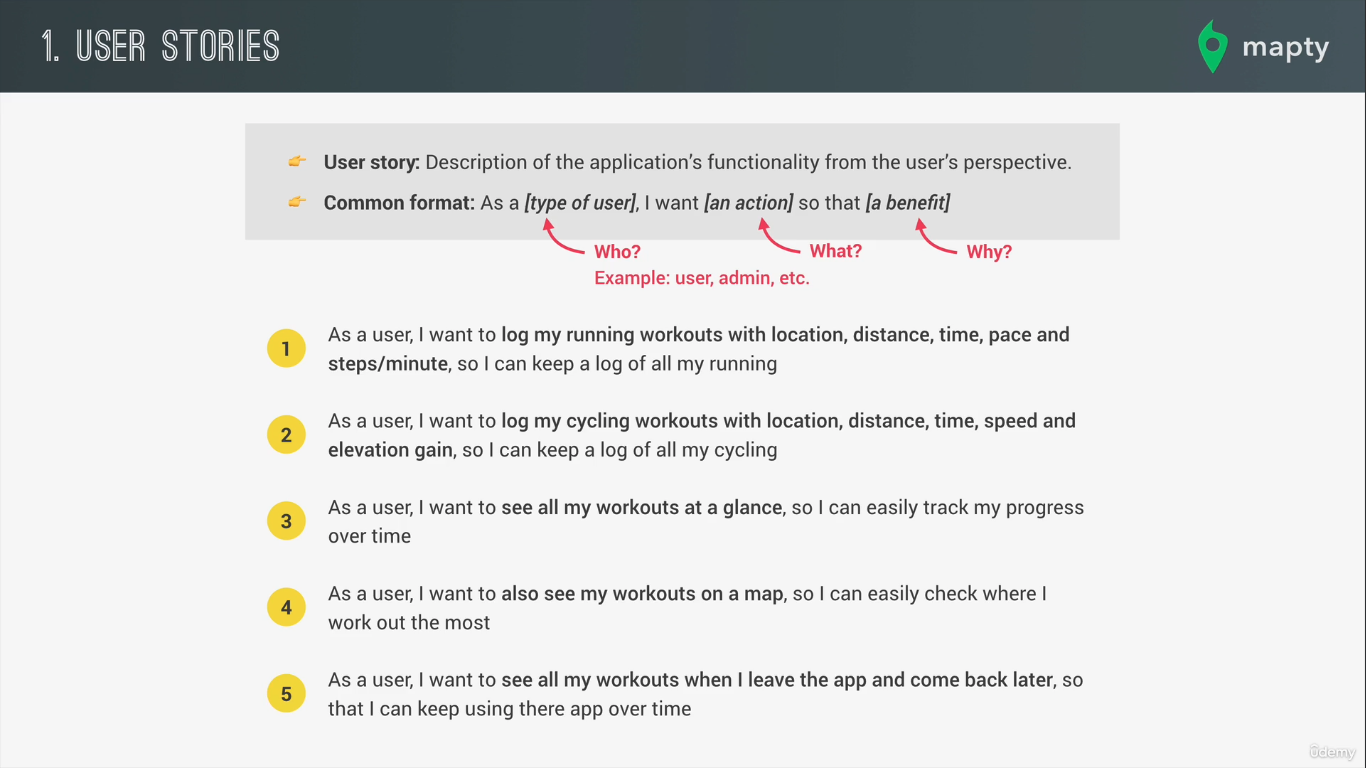 1. USER STORIES
mapty
User story: Description of the application’s functionality from the user’s perspective.
Common format: As a [type of user], I want [an action] so that [a benefit]
Who?
What?
Why?
Example: user, admin, etc.
1
As a user, I want to log my running workouts with location, distance, time, pace and
steps/minute, so I can keep a log of all my running
2
As a user, I want to log my cycling workouts with location, distance, time, speed and
elevation gain, so I can keep a log of all my cycling
3
As a user, I want to see all my workouts at a glance, so I can easily track my progress
over time
4
As a user, I want to also see my workouts on a map, so I can easily check where I
work out the most
5
As a user, I want to see all my workouts when I leave the app and come back later, so
that I can keep using there app over time
ûdemy